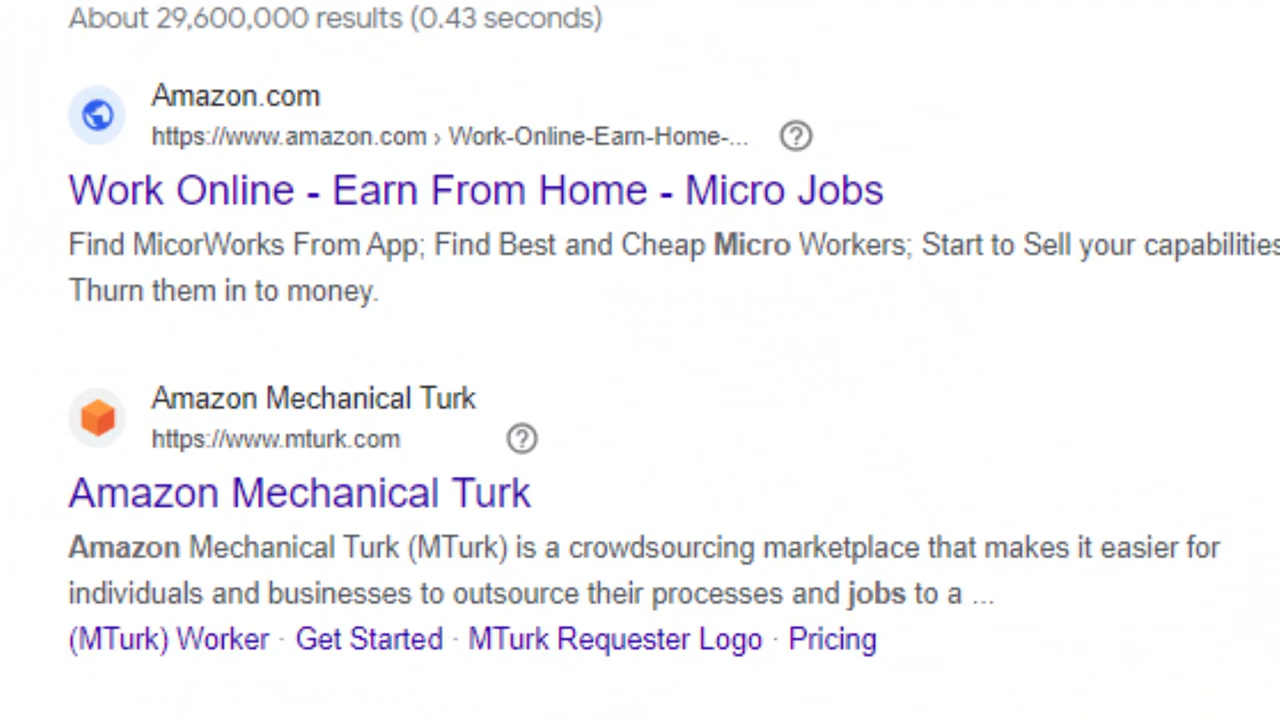 About 29,600,000 results (0.43 seconds)
Amazon.com
https://www.amazon.com › Work-Online-Earn-Home-...
Work Online - Earn From Home - Micro Jobs
Find MicorWorks From App; Find Best and Cheap Micro Workers; Start to Sell your capabilities
Thurn them in to money.
Amazon Mechanical Turk
https://www.mturk.com
Amazon Mechanical Turk
Amazon Mechanical Turk (MTurk) is a crowdsourcing marketplace that makes it easier for
individuals and businesses to outsource their processes and jobs to a ...
(MTurk) Worker · Get Started · MTurk Requester Logo · Pricing